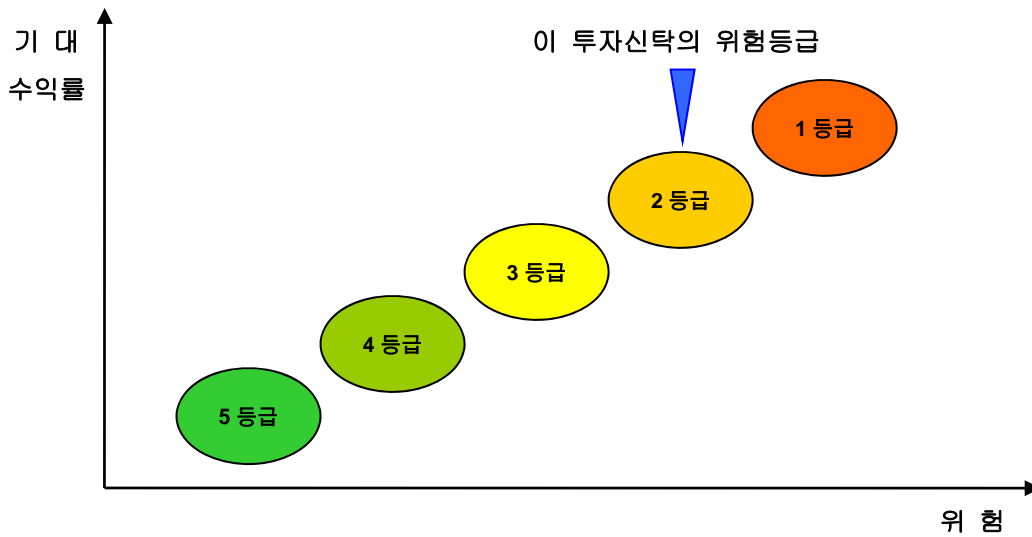 기 대
수익률
이 투자신탁의 위험등급
1 등급
2 등급
3 등급
4 등급
5 등급
위 험